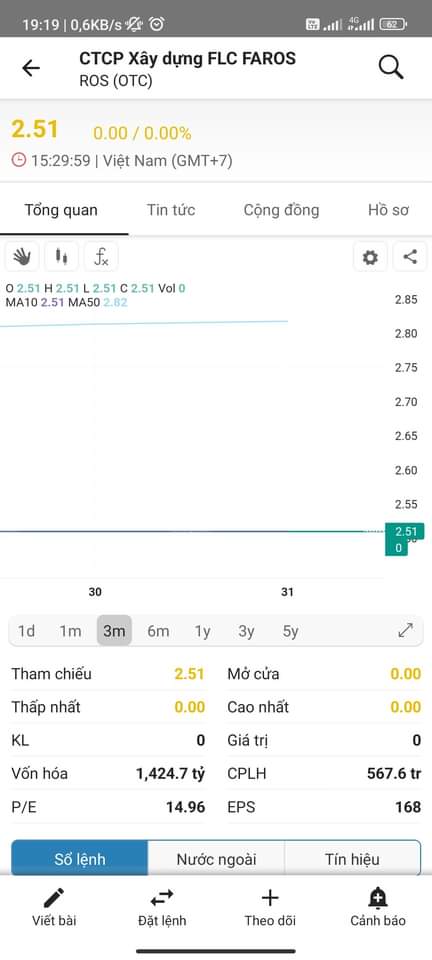 19:19 | 0,6KB/s
4G
62
CTCP Xây dựng FLC FAROS
ROS (OTC)
2.51 0.00 / 0.00%
15:29:59 | Việt Nam (GMT+7)
Tổng quan Tin tức Cộng đồng Hồ sơ
fx
O 2.51 H 2.51 L 2.51 C 2.51 Vol 0
MA10 2.51 MA50 2.82
2.85
2.80
2.75
2.70
2.65
2.60
2.55
2.51
0
30 31
1d 1m 3m 6m 1y 3y 5y
Tham chiếu 2.51 Mở cửa 0.00
Thấp nhất 0.00 Cao nhất 0.00
KL 0 Giá trị 0
Vốn hóa 1,424.7 tỷ CPLH 567.6 tr
P/E 14.96 EPS 168
Sổ lệnh Nước ngoài Tín hiệu
Viết bài Đặt lệnh Theo dõi Cảnh báo